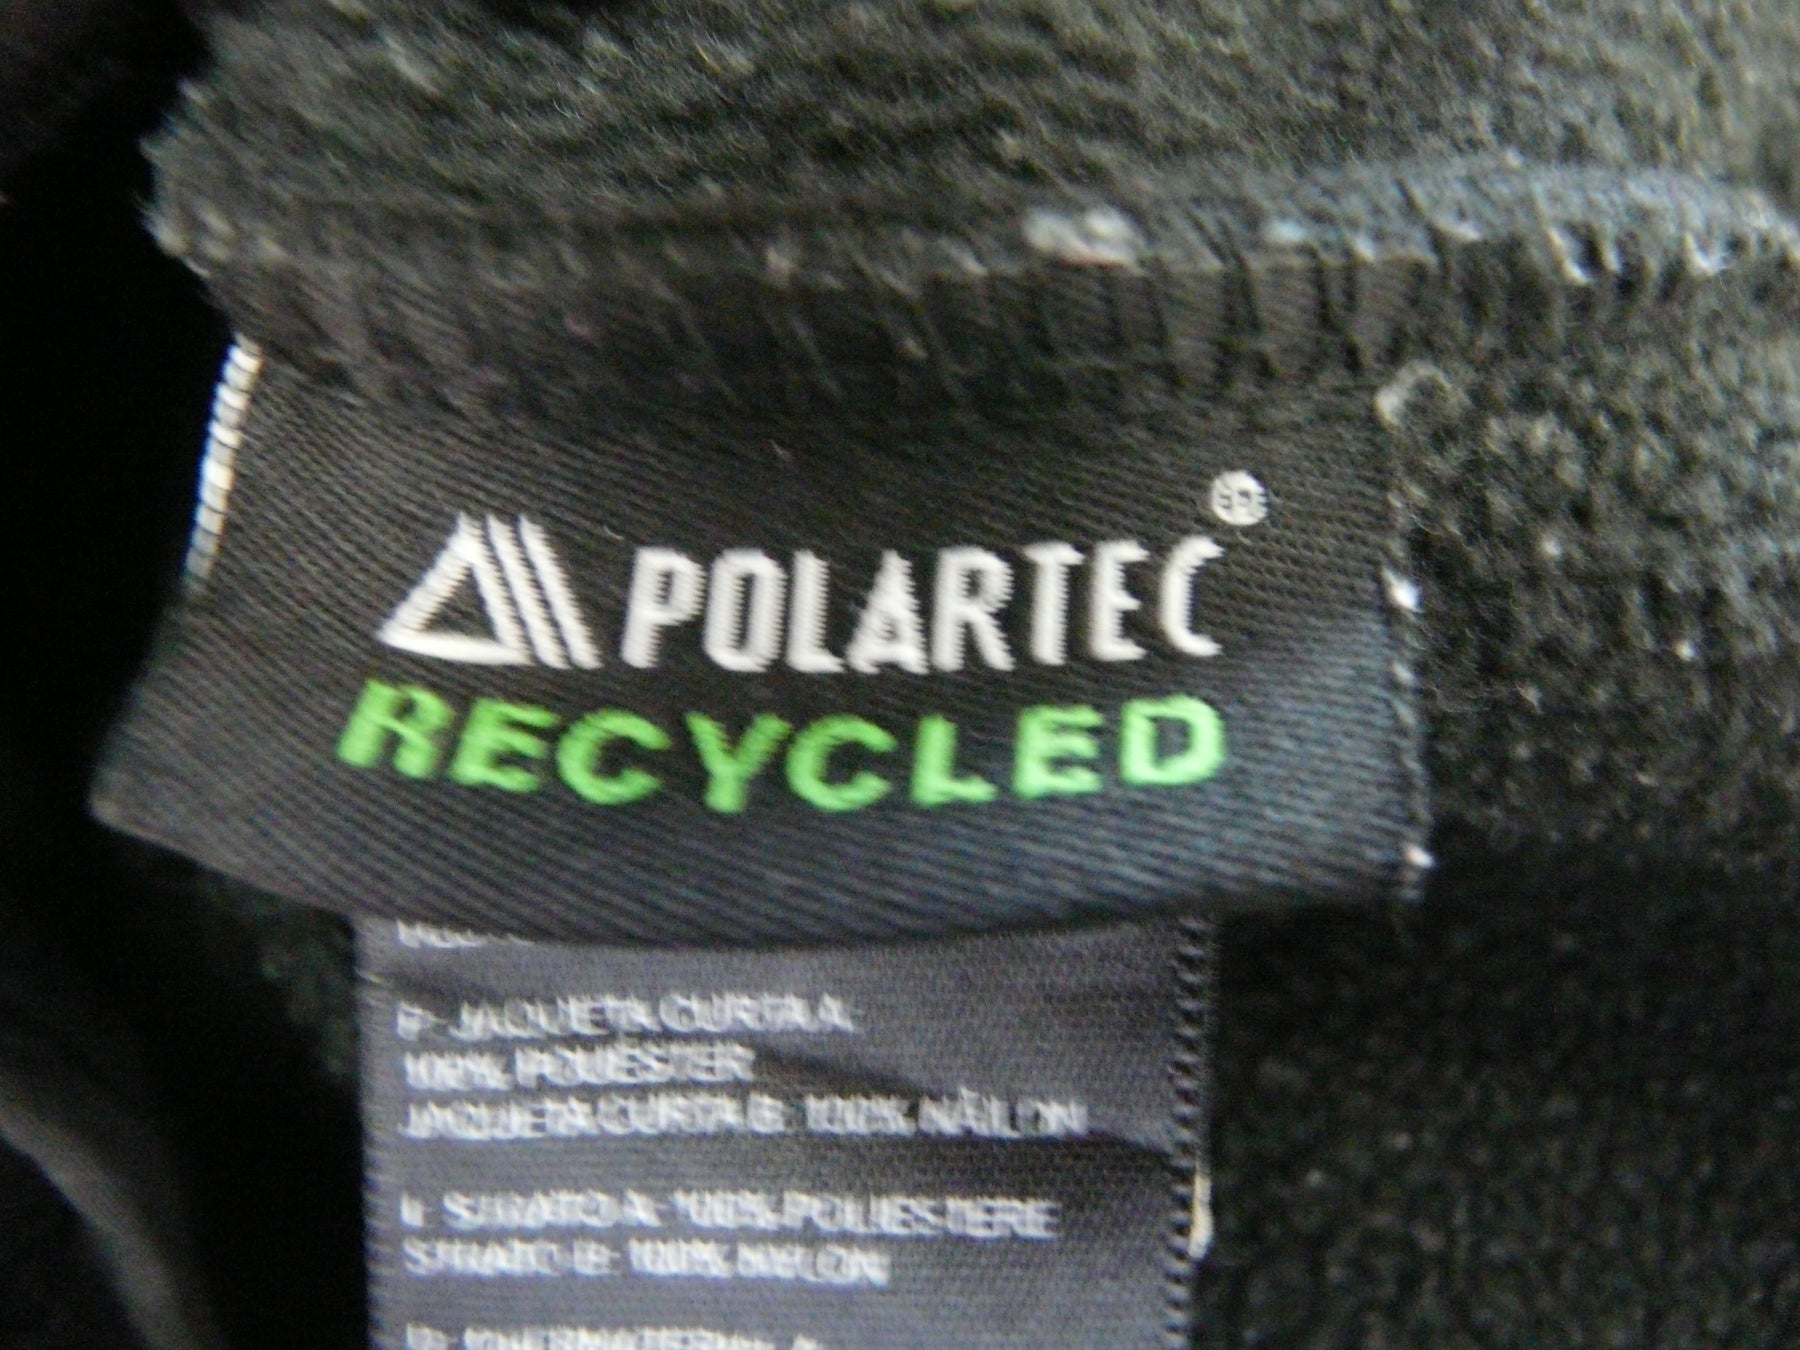 POLARTEC®
RECYCLED
P- JAQUETA CURTA A:
100% POLIÉSTER
JAQUETA CURTA B: 100% NÁILON
I: STRATO A: 100% POLIESTERE
STRATO B: 100% NYLON